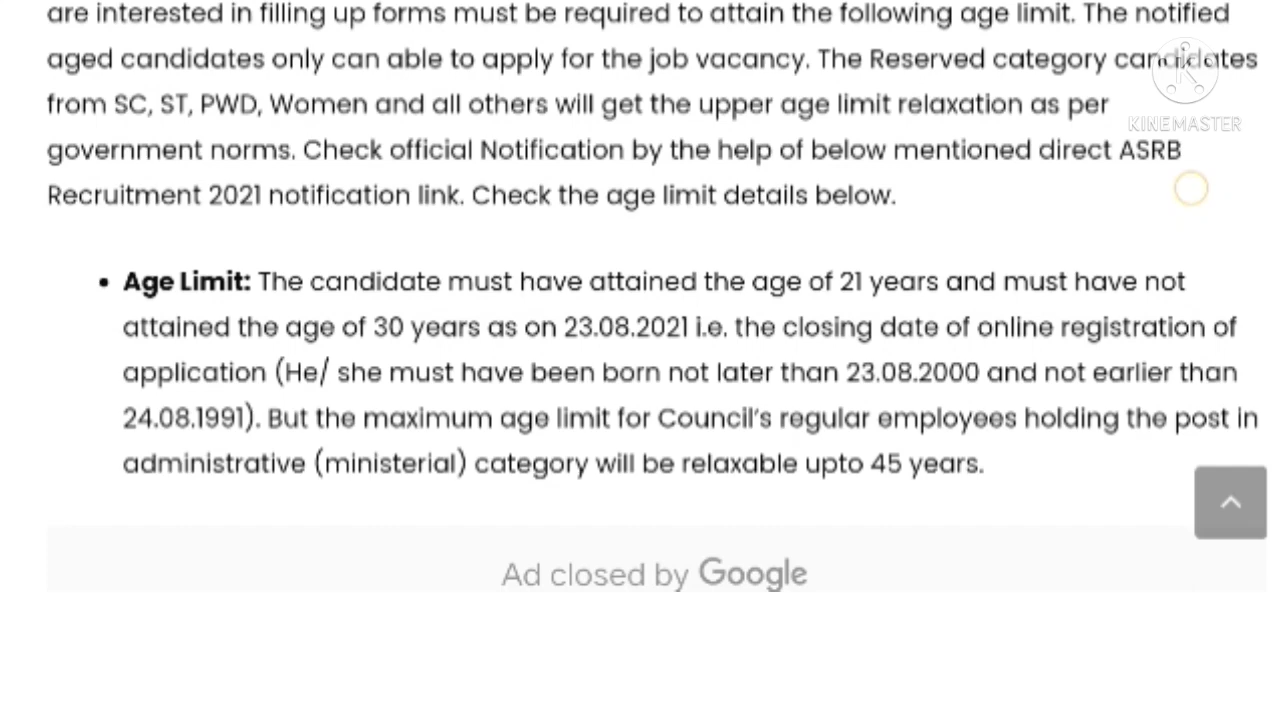 are interested in filling up forms must be required to attain the following age limit. The notified
aged candidates only can able to apply for the job vacancy. The Reserved category candidates
from SC, ST, PWD, Women and all others will get the upper age limit relaxation as per
KINEMASTER
government norms. Check official Notification by the help of below mentioned direct ASRB
Recruitment 2021 notification link. Check the age limit details below.
• Age Limit: The candidate must have attained the age of 21 years and must have not
attained the age of 30 years as on 23.08.2021 i.e. the closing date of online registration of
application (He/ she must have been born not later than 23.08.2000 and not earlier than
24.08.1991). But the maximum age limit for Council's regular employees holding the post in
administrative (ministerial) category will be relaxable upto 45 years.
Ad closed by Google